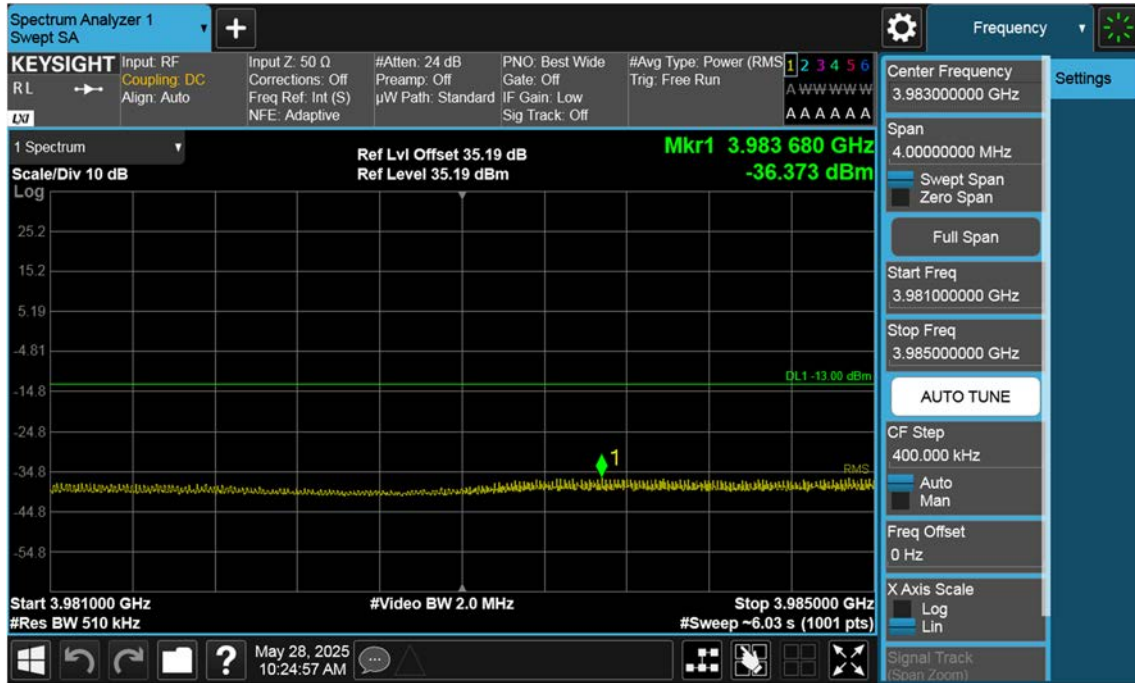 Spectrum Analyzer 1
Swept SA
Frequency
KEYSIGHT
R L
LXI
Input: RF
Coupling: DC
Align: Auto
Input Z: 50 Ω
Corrections: Off
Freq Ref: Int (S)
NFE: Adaptive
#Atten: 24 dB
Preamp: Off
µW Path: Standard
PNO: Best Wide
Gate: Off
IF Gain: Low
Sig Track: Off
#Avg Type: Power (RMS
Trig: Free Run
1 2 3 4 5 6
A W W W W W
A A A A A A
1 Spectrum
Scale/Div 10 dB
Ref Lvl Offset 35.19 dB
Ref Level 35.19 dBm
Mkr1 3.983 680 GHz
-36.373 dBm
Log
25.2
15.2
5.19
-4.81
DL1 -13.00 dBm
-14.8
-24.8
1
-34.8
RMS
-44.8
-54.8
Start 3.981000 GHz
#Video BW 2.0 MHz
Stop 3.985000 GHz
#Res BW 510 kHz
#Sweep ~6.03 s (1001 pts)
May 28, 2025
10:24:57 AM
Center Frequency
3.983000000 GHz
Settings
Span
4.00000000 MHz
Swept Span
Zero Span
Full Span
Start Freq
3.981000000 GHz
Stop Freq
3.985000000 GHz
AUTO TUNE
CF Step
400.000 kHz
Auto
Man
Freq Offset
0 Hz
X Axis Scale
Log
Lin
Signal Track
(Span Zoom)